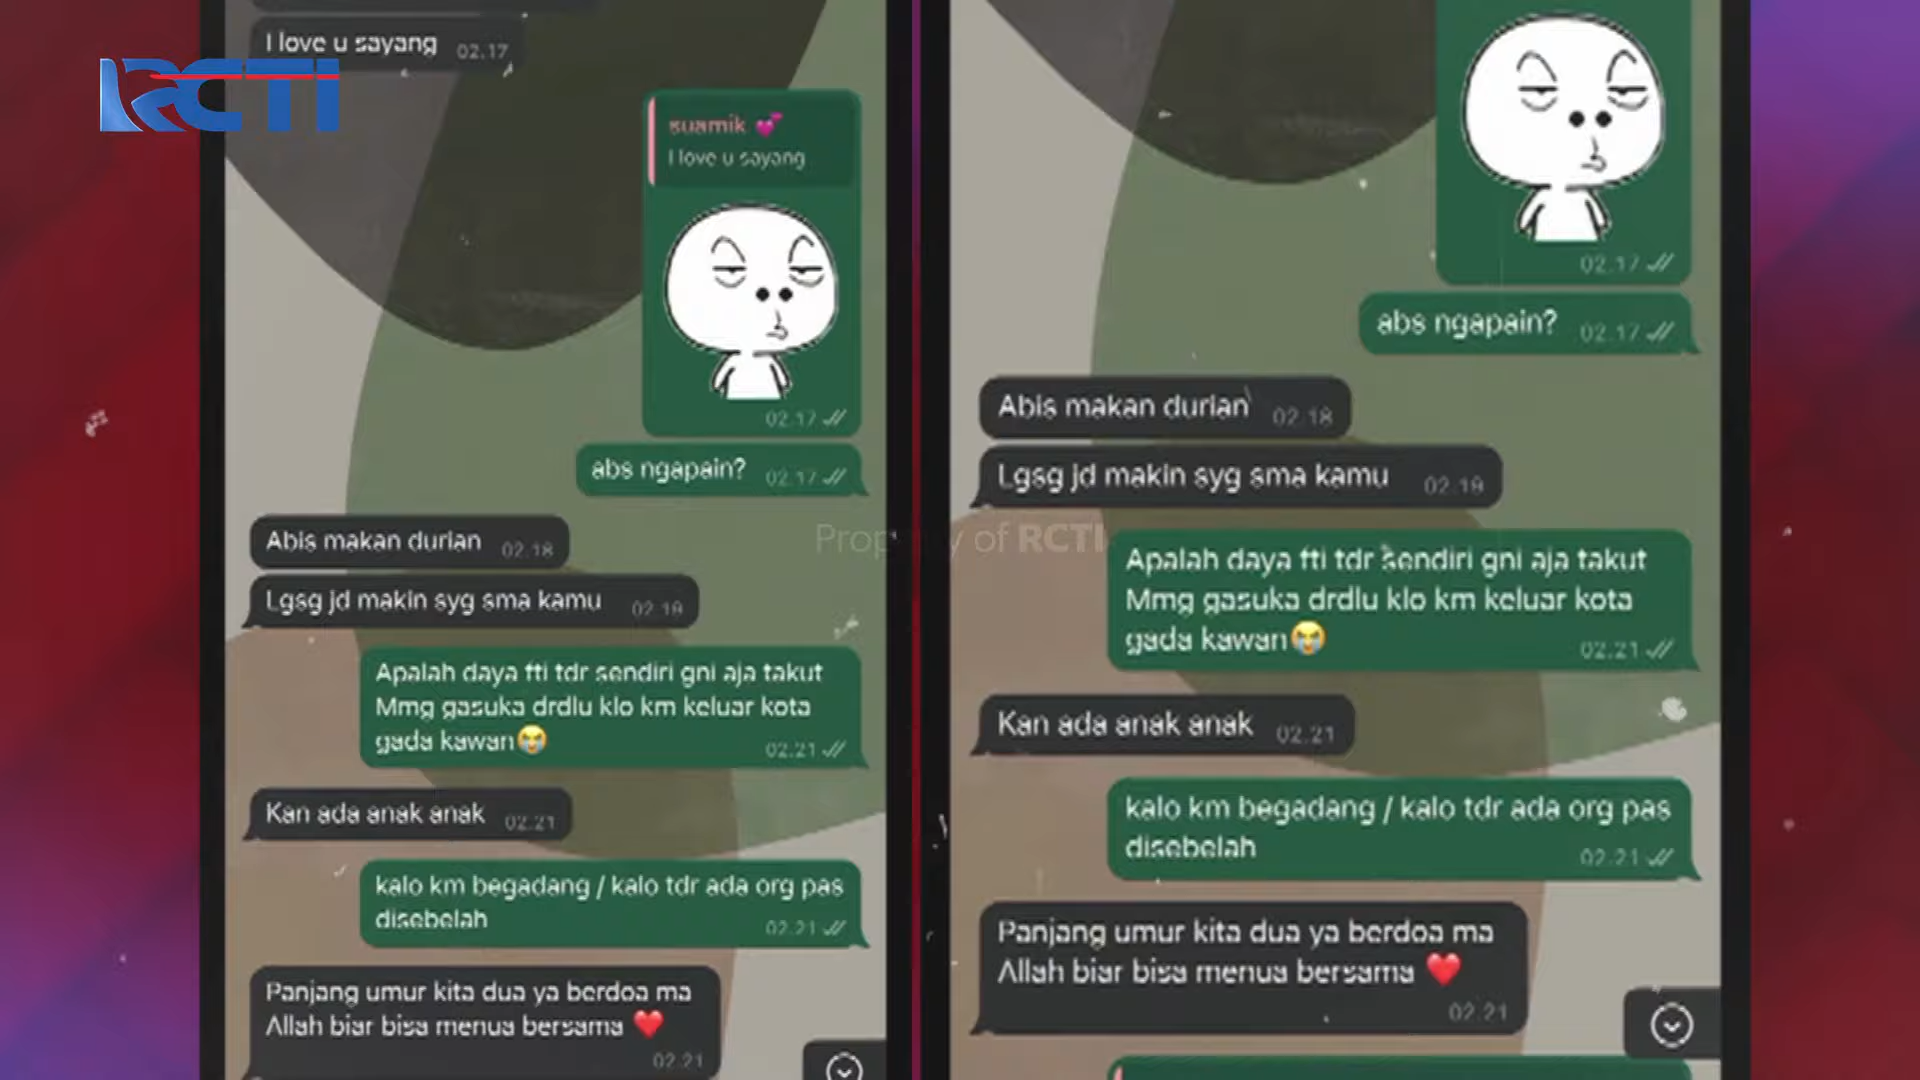 I love u sayang 02.17
RCTI
suamik 💕
I love u sayang
02.17
abs ngapain? 02.17
Abis makan durian 02.18
Lgsg jd makin syg sma kamu 02.19
Apalah daya fti tdr sendiri gni aja takut
Mmg gasuka drdlu klo km keluar kota
gada kawan😭 02.21
Kan ada anak anak 02.21
kalo km begadang / kalo tdr ada org pas
disebelah 02.21
Panjang umur kita dua ya berdoa ma
Allah biar bisa menua bersama ❤️
02.21
02.17
abs ngapain? 02.17
Abis makan durian 02.18
Lgsg jd makin syg sma kamu 02.19
Apalah daya fti tdr sendiri gni aja takut
Mmg gasuka drdlu klo km keluar kota
gada kawan😭 02.21
Kan ada anak anak 02.21
kalo km begadang / kalo tdr ada org pas
disebelah 02.21
Panjang umur kita dua ya berdoa ma
Allah biar bisa menua bersama ❤️
02.21
Property of RCTI